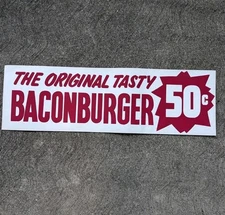 THE ORIGINAL TASTY
BACONBURGER 50¢